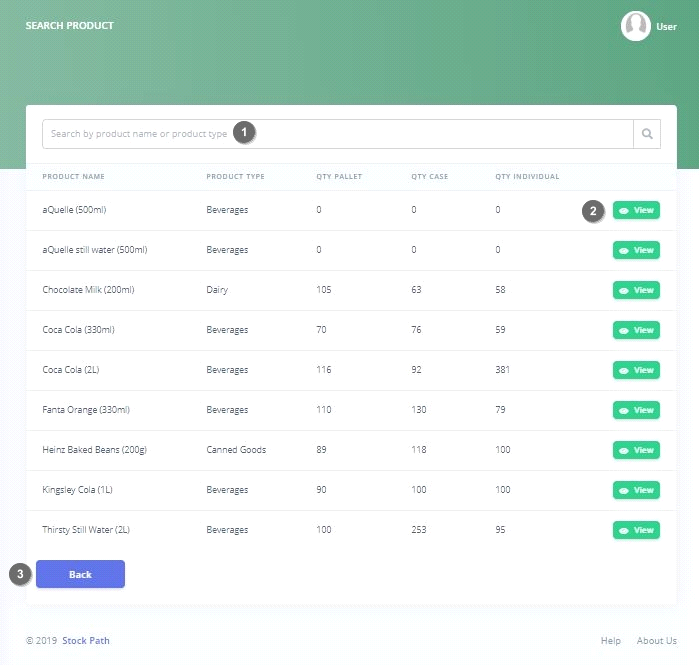 SEARCH PRODUCT User
Search by product name or product type 1
PRODUCT NAME PRODUCT TYPE QTY PALLET QTY CASE QTY INDIVIDUAL
aQuelle (500ml) Beverages 0 0 0 2 View
aQuelle still water (500ml) Beverages 0 0 0 View
Chocolate Milk (200ml) Dairy 105 63 58 View
Coca Cola (330ml) Beverages 70 76 59 View
Coca Cola (2L) Beverages 116 92 381 View
Fanta Orange (330ml) Beverages 110 130 79 View
Heinz Baked Beans (200g) Canned Goods 89 118 100 View
Kingsley Cola (1L) Beverages 90 100 100 View
Thirsty Still Water (2L) Beverages 100 253 95 View
3 Back
© 2019 Stock Path Help About Us